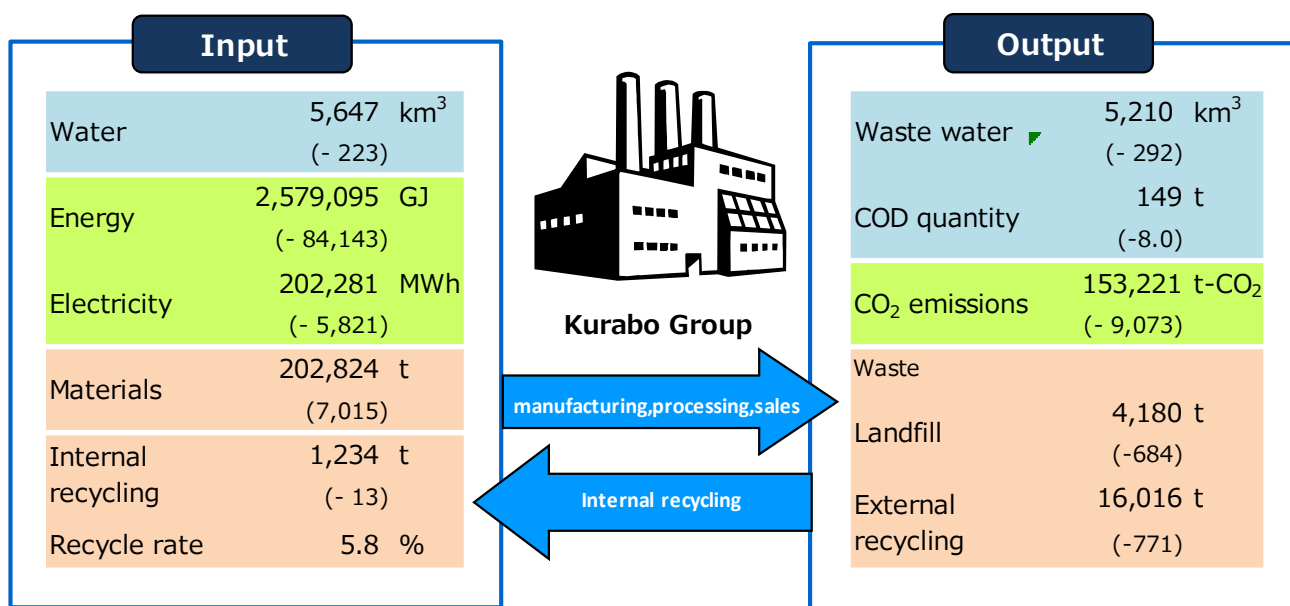 Input
Water 5,647 km³
(- 223)
Energy 2,579,095 GJ
(- 84,143)
Electricity 202,281 MWh
(- 5,821)
Materials 202,824 t
(7,015)
Internal recycling 1,234 t
(- 13)
Recycle rate 5.8 %
Kurabo Group
manufacturing,processing,sales
Internal recycling
Output
Waste water 5,210 km³
(- 292)
COD quantity 149 t
(-8.0)
CO₂ emissions 153,221 t-CO₂
(- 9,073)
Waste
Landfill 4,180 t
(-684)
External recycling 16,016 t
(-771)